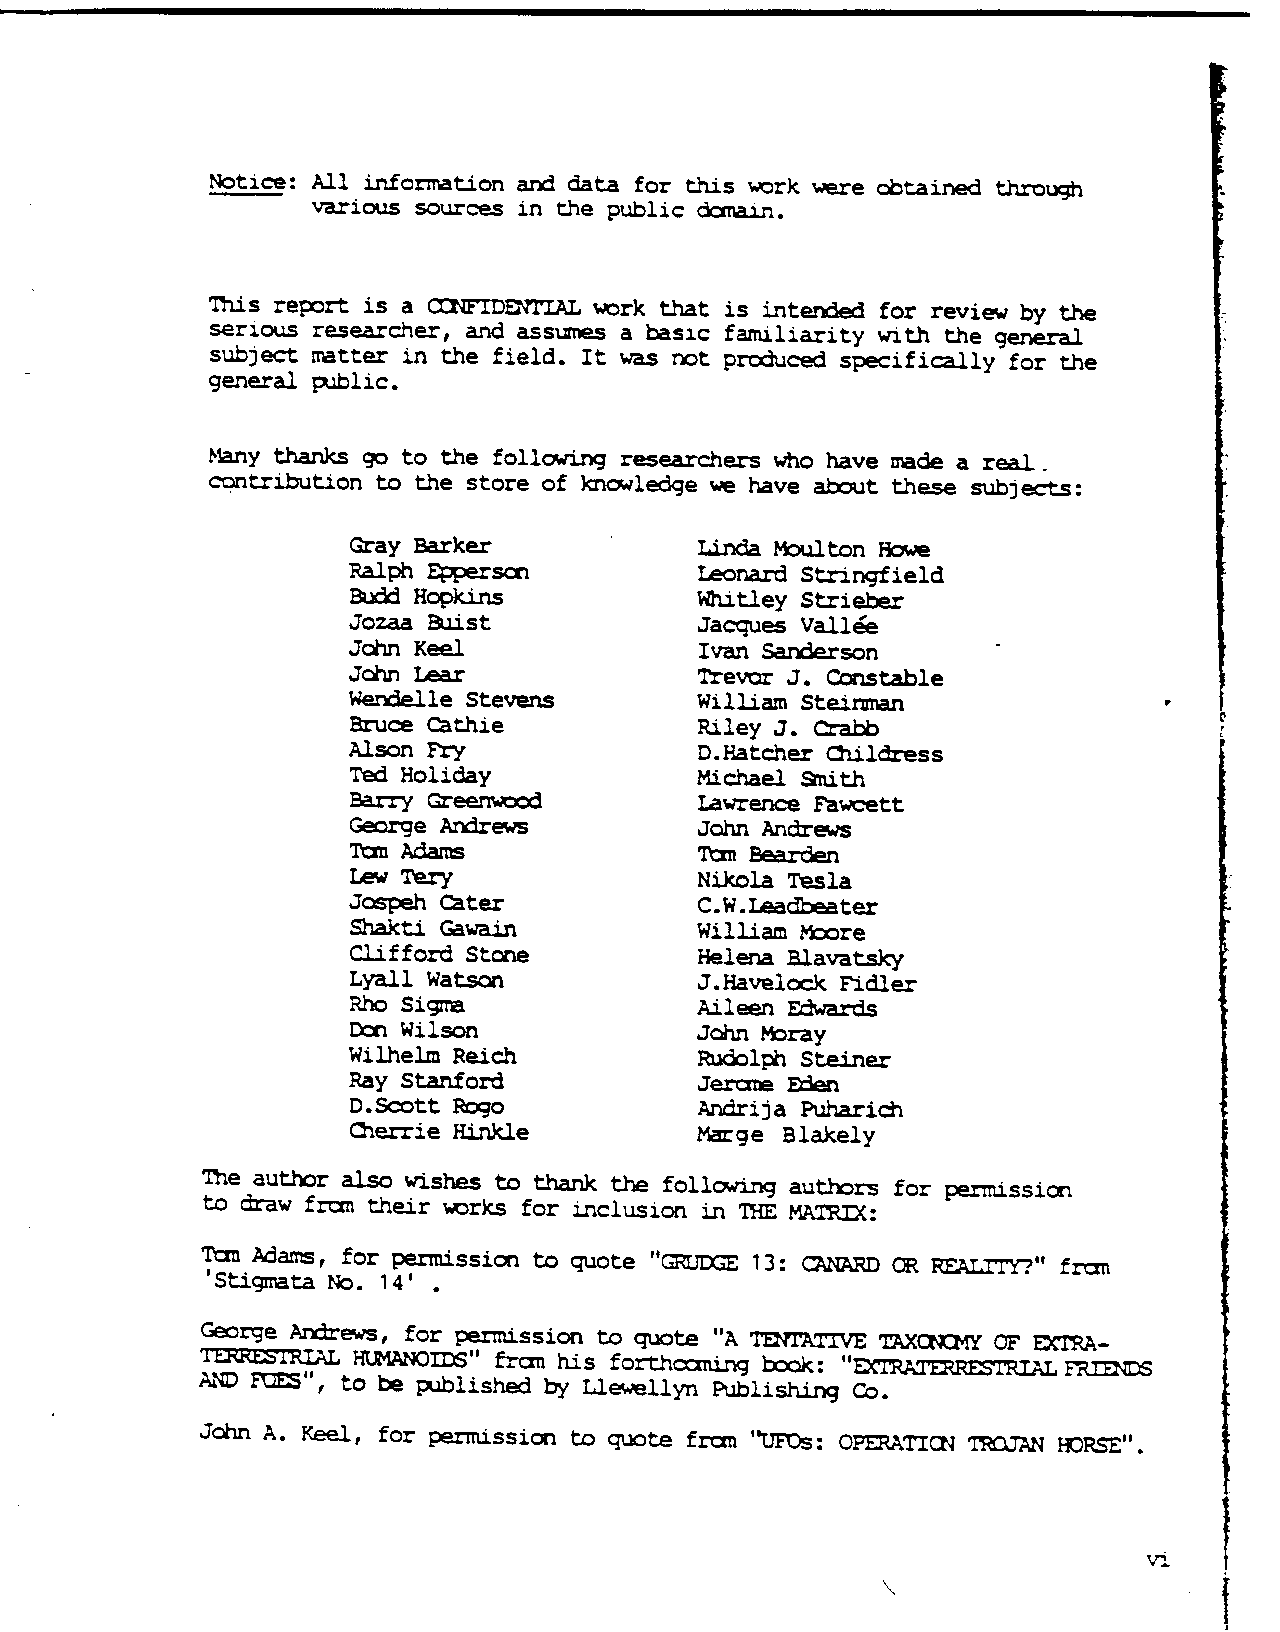 Notice: All information and data for this work were obtained through
various sources in the public domain.
This report is a CONFIDENTIAL work that is intended for review by the
serious researcher, and assumes a basic familiarity with the general
subject matter in the field. It was not produced specifically for the
general public.
Many thanks go to the following researchers who have made a real.
contribution to the store of knowledge we have about these subjects:
Gray Barker
Ralph Epperson
Budd Hopkins
Jozaa Buist
John Keel
John Lear
Wendelle Stevens
Bruce Cathie
Alson Fry
Ted Holiday
Barry Greenwood
George Andrews
Tom Adams
Lew Tery
Jospeh Cater
Shakti Gawain
Clifford Stone
Lyall Watson
Rho Sigma
Don Wilson
Wilhelm Reich
Ray Stanford
D.Scott Rogo
Cherrie Hinkle
Linda Moulton Howe
Leonard Stringfield
Whitley Strieber
Jacques Vallée
Ivan Sanderson
Trevor J. Constable
William Steinman
Riley J. Crabb
D.Hatcher Childress
Michael Smith
Lawrence Fawcett
John Andrews
Tom Bearden
Nikola Tesla
C.W.Leadbeater
William Moore
Helena Blavatsky
J.Havelock Fidler
Aileen Edwards
John Moray
Rudolph Steiner
Jerome Eden
Andrija Puharich
Marge Blakely
The author also wishes to thank the following authors for permission
to draw from their works for inclusion in THE MATRIX:
Tom Adams, for permission to quote "GRUDGE 13: CANARD OR REALITY?" from
'Stigmata No. 14' .
George Andrews, for permission to quote "A TENTATIVE TAXONOMY OF EXTRA-
TERRESTRIAL HUMANOIDS" from his forthcoming book: "EXTRATERRESTRIAL FRIENDS
AND FOES", to be published by Llewellyn Publishing Co.
John A. Keel, for permission to quote from "UFOs: OPERATION TROJAN HORSE".
vi